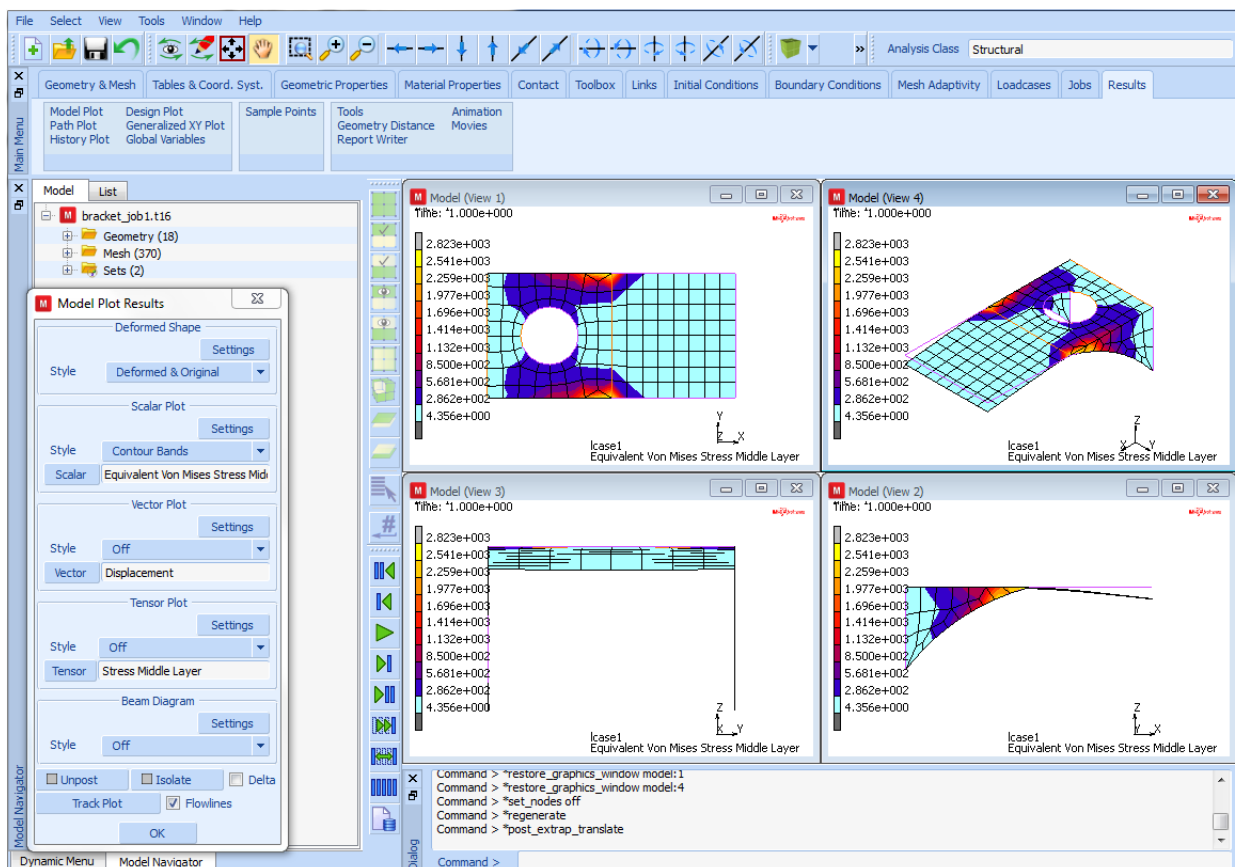 File Select View Tools Window Help
» Analysis Class Structural
Main Menu
Geometry & Mesh Tables & Coord. Syst. Geometric Properties Material Properties Contact Toolbox Links Initial Conditions Boundary Conditions Mesh Adaptivity Loadcases Jobs Results
Model Plot Design Plot Sample Points Tools Animation
Path Plot Generalized XY Plot Geometry Distance Movies
History Plot Global Variables Report Writer
Model Navigator
Model List
bracket_job1.t16
Geometry (18)
Mesh (370)
Sets (2)
Model Plot Results
Deformed Shape
Settings
Style Deformed & Original
Scalar Plot
Settings
Style Contour Bands
Scalar Equivalent Von Mises Stress Mid
Vector Plot
Settings
Style Off
Vector Displacement
Tensor Plot
Settings
Style Off
Tensor Stress Middle Layer
Beam Diagram
Settings
Style Off
Unpost Isolate Delta
Track Plot Flowlines
OK
Dynamic Menu Model Navigator
Model (View 1)
1.000e+000
2.823e+003
2.541e+003
2.259e+003
1.977e+003
1.696e+003
1.414e+003
1.132e+003
8.500e+002
5.681e+002
2.862e+002
4.356e+000
Y
Z X
lcase1
Equivalent Von Mises Stress Middle Layer
Model (View 4)
1.000e+000
2.823e+003
2.541e+003
2.259e+003
1.977e+003
1.696e+003
1.414e+003
1.132e+003
8.500e+002
5.681e+002
2.862e+002
4.356e+000
Z
X Y
lcase1
Equivalent Von Mises Stress Middle Layer
Model (View 3)
1.000e+000
2.823e+003
2.541e+003
2.259e+003
1.977e+003
1.696e+003
1.414e+003
1.132e+003
8.500e+002
5.681e+002
2.862e+002
4.356e+000
Z
X Y
lcase1
Equivalent Von Mises Stress Middle Layer
Model (View 2)
1.000e+000
2.823e+003
2.541e+003
2.259e+003
1.977e+003
1.696e+003
1.414e+003
1.132e+003
8.500e+002
5.681e+002
2.862e+002
4.356e+000
Z
Y X
lcase1
Equivalent Von Mises Stress Middle Layer
Dialog
Command > *restore_graphics_window model:1
Command > *restore_graphics_window model:4
Command > *set_nodes off
Command > *regenerate
Command > *post_extrap_translate
Command >